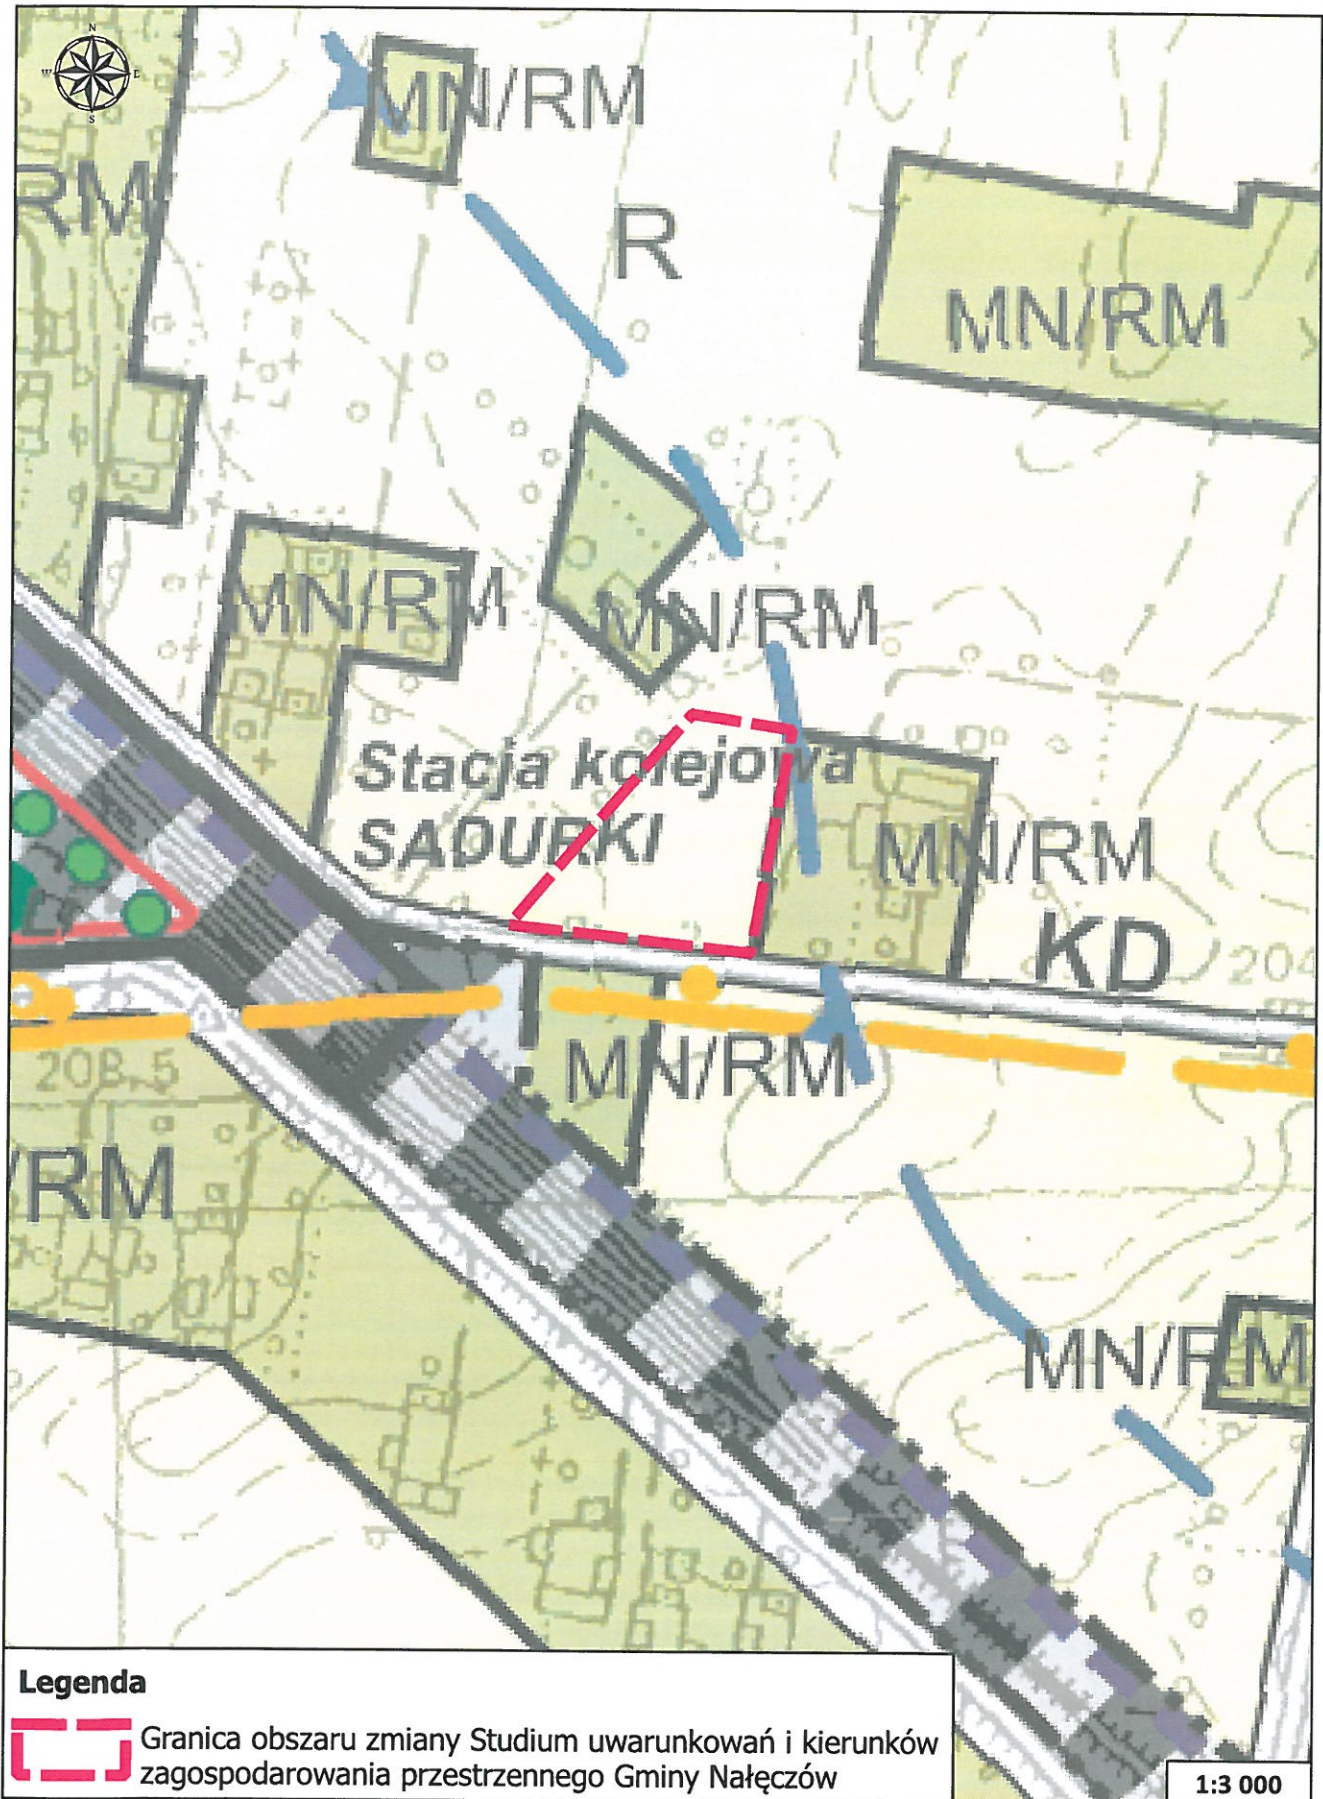 N
W E
S
MN/RM
RM
R
MN/RM
MN/RM
MN/RM
Stacja kolejowa
SADURKI
MN/RM
KD
204
MN/RM
208,5
/RM
MN/RM
Legenda
Granica obszaru zmiany Studium uwarunkowań i kierunków
zagospodarowania przestrzennego Gminy Nałęczów
1:3 000